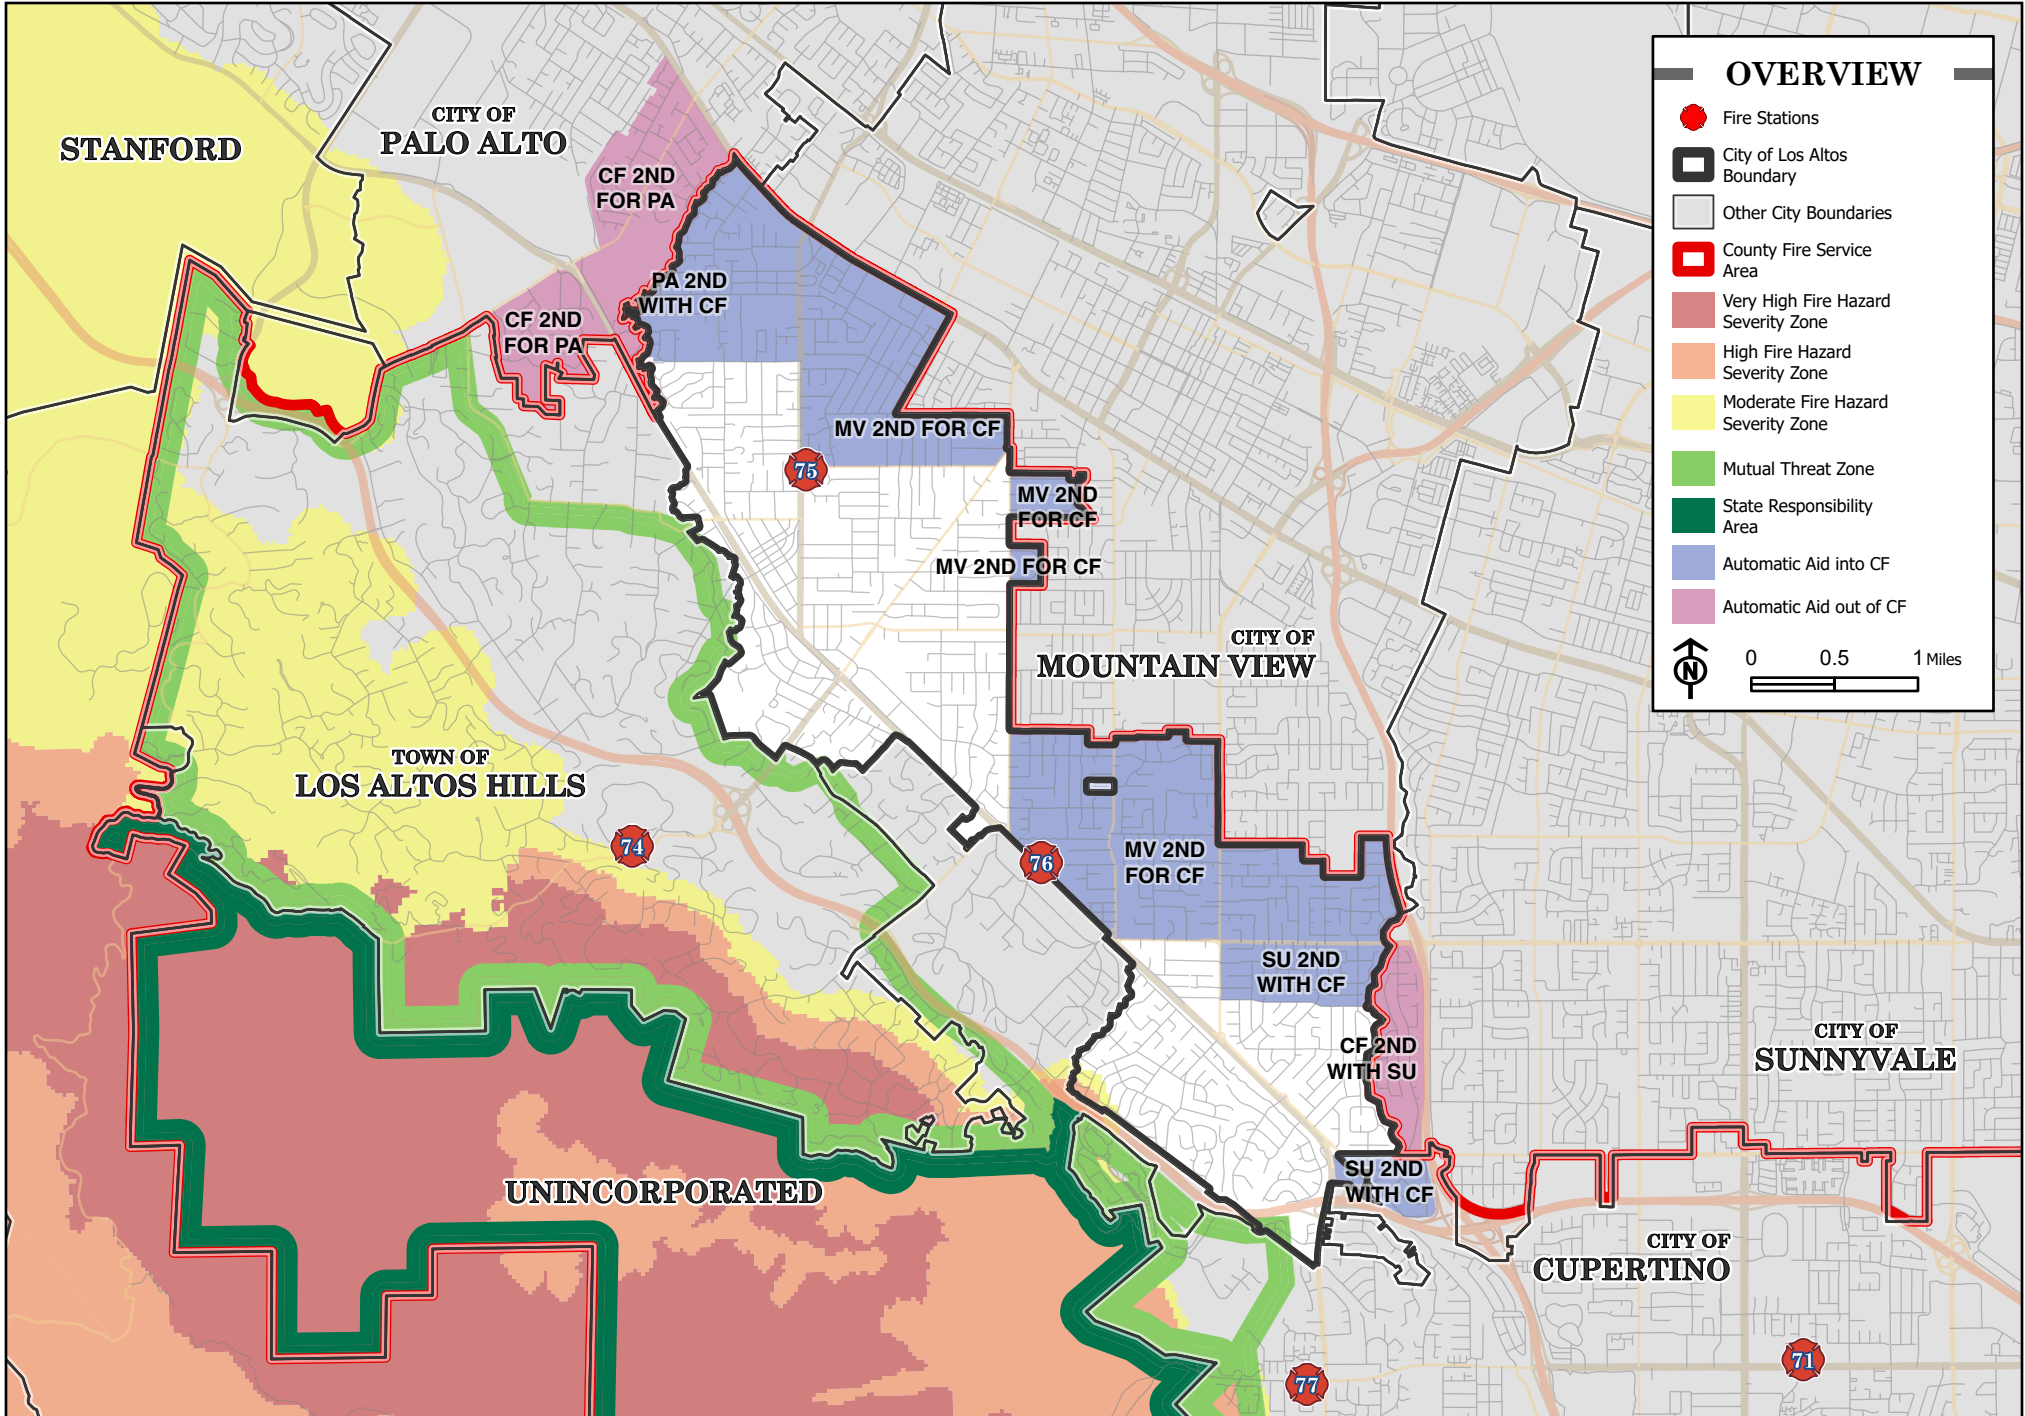 STANFORD
CITY OF
PALO ALTO
CF 2ND
FOR PA
PA 2ND
WITH CF
CF 2ND
FOR PA
MV 2ND FOR CF
75
MV 2ND
FOR CF
MV 2ND FOR CF
CITY OF
MOUNTAIN VIEW
TOWN OF
LOS ALTOS HILLS
74
76
MV 2ND
FOR CF
SU 2ND
WITH CF
CF 2ND
WITH SU
CITY OF
SUNNYVALE
UNINCORPORATED
SU 2ND
WITH CF
CITY OF
CUPERTINO
77
71
OVERVIEW
Fire Stations
City of Los Altos
Boundary
Other City Boundaries
County Fire Service
Area
Very High Fire Hazard
Severity Zone
High Fire Hazard
Severity Zone
Moderate Fire Hazard
Severity Zone
Mutual Threat Zone
State Responsibility
Area
Automatic Aid into CF
Automatic Aid out of CF
N
0 0.5 1 Miles